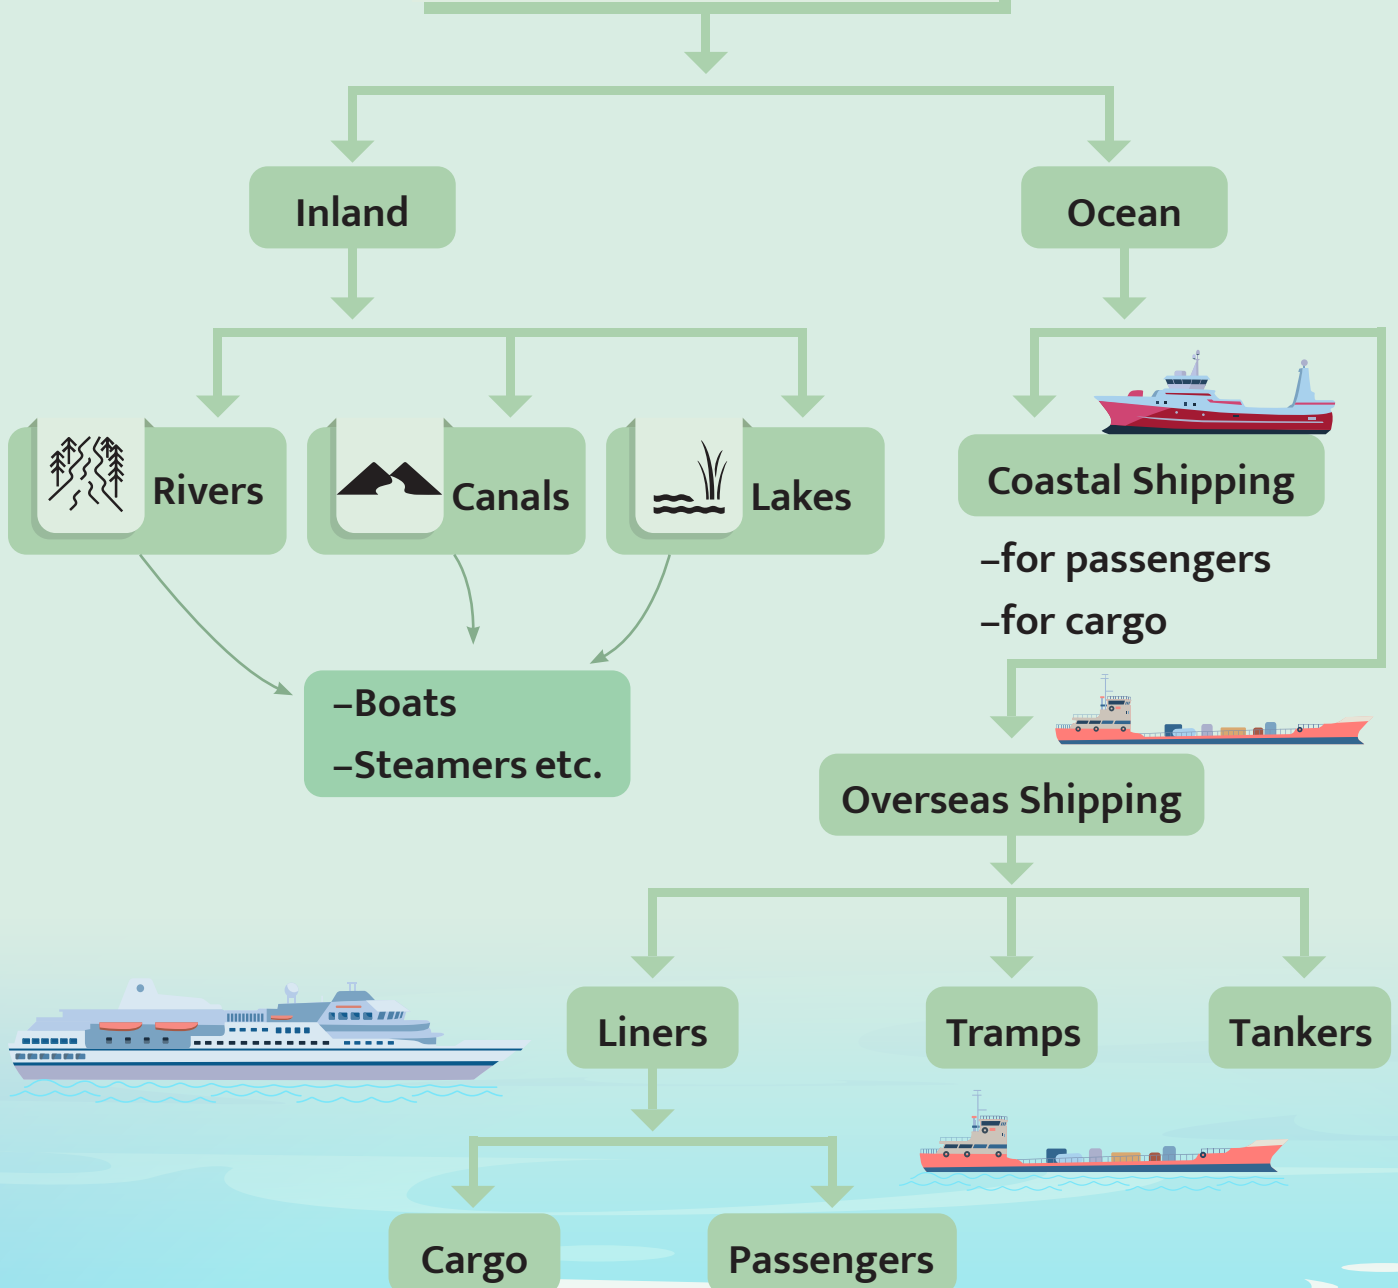 Inland
Ocean
Rivers
Canals
Lakes
Coastal Shipping
–for passengers
–for cargo
–Boats
–Steamers etc.
Overseas Shipping
Liners
Tramps
Tankers
Cargo
Passengers